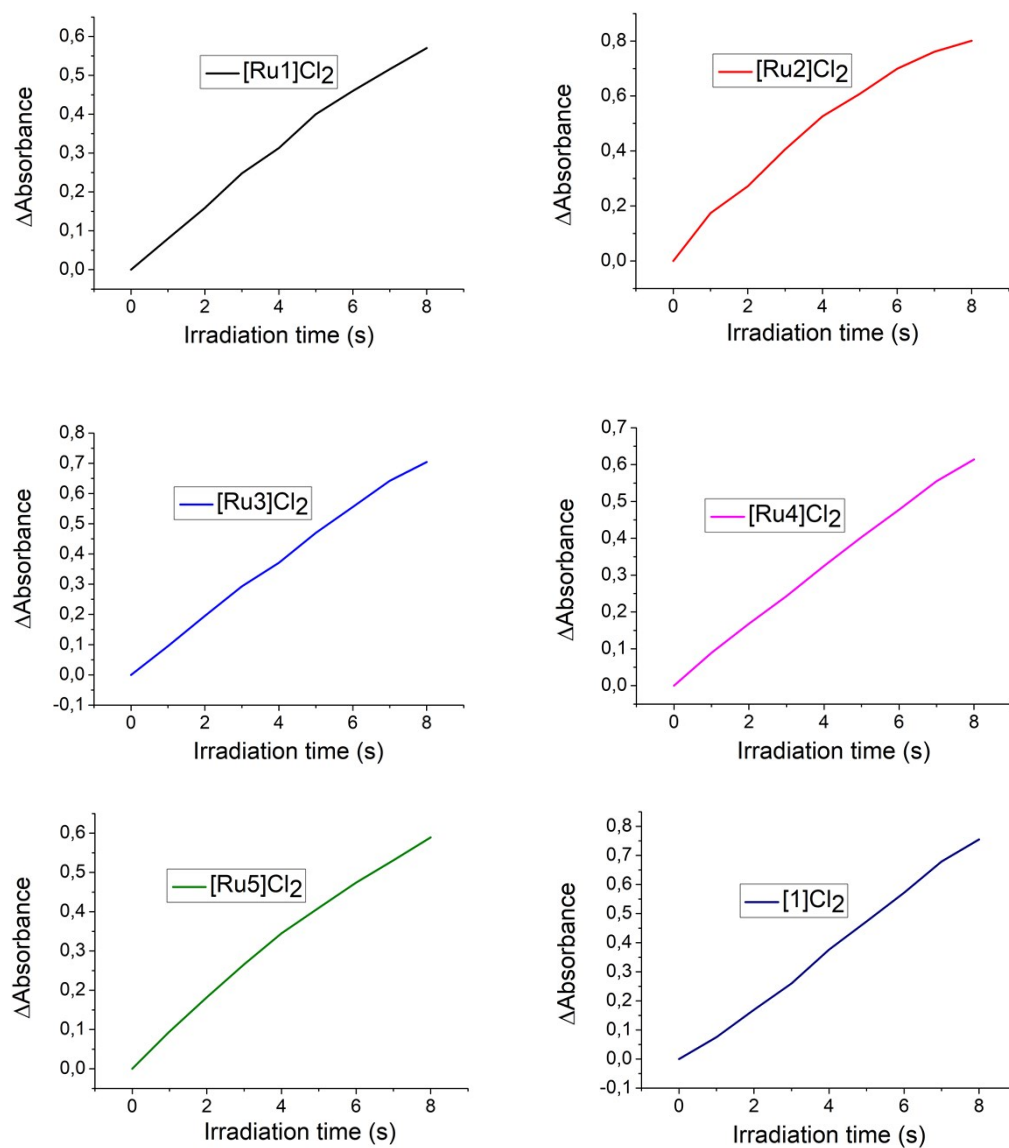 [Ru1]Cl2
0,6
0,5
0,4
0,3
0,2
0,1
0,0
ΔAbsorbance
0 2 4 6 8
Irradiation time (s)
[Ru2]Cl2
0,8
0,6
0,4
0,2
0,0
ΔAbsorbance
0 2 4 6 8
Irradiation time (s)
[Ru3]Cl2
0,8
0,7
0,6
0,5
0,4
0,3
0,2
0,1
0,0
-0,1
ΔAbsorbance
0 2 4 6 8
Irradiation time (s)
[Ru4]Cl2
0,7
0,6
0,5
0,4
0,3
0,2
0,1
0,0
ΔAbsorbance
0 2 4 6 8
Irradiation time (s)
[Ru5]Cl2
0,6
0,5
0,4
0,3
0,2
0,1
0,0
ΔAbsorbance
0 2 4 6 8
Irradiation time (s)
[1]Cl2
0,8
0,7
0,6
0,5
0,4
0,3
0,2
0,1
0,0
-0,1
ΔAbsorbance
0 2 4 6 8
Irradiation time (s)